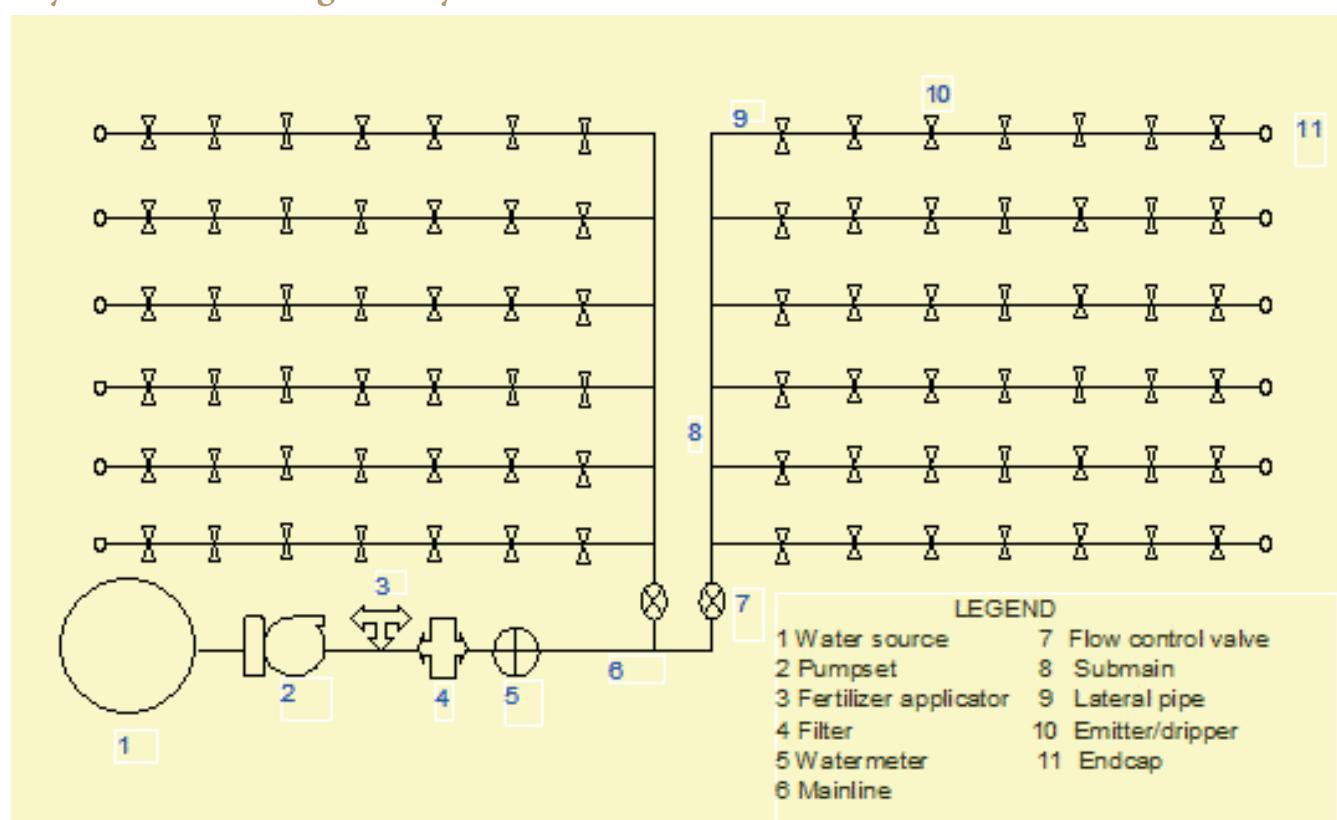 10
9
11
8
3
7
6
2
4
5
1
LEGEND
1 Water source 7 Flow control valve
2 Pumpset 8 Submain
3 Fertilizer applicator 9 Lateral pipe
4 Filter 10 Emitter/dripper
5 Watermeter 11 Endcap
6 Mainline